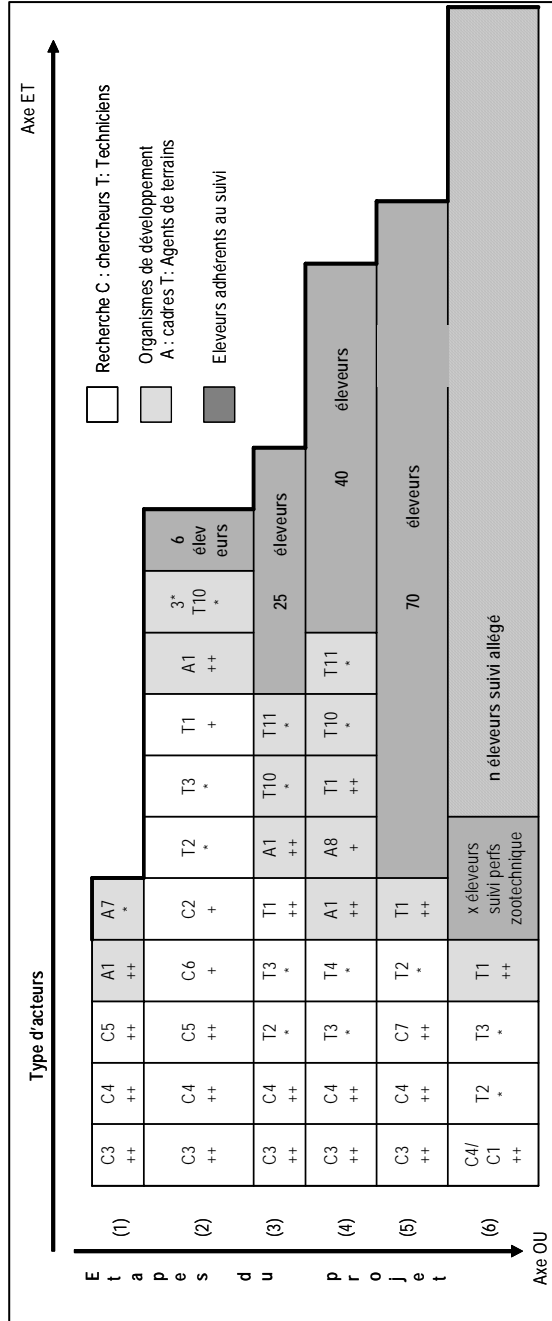 Type d'acteurs
Axe ET
Recherche C : chercheurs T: Techniciens
Organismes de développement
A : cadres T: Agents de terrains
Eleveurs adhérents au suivi
E t a p e s d u p r o j e t
Axe OU
(1)
C3 ++
C4 ++
C5 ++
A1 ++
A7 *
(2)
C3 ++
C4 ++
C5 ++
C6 +
C2 +
T2 *
T3 *
T1 +
A1 ++
3* T10 *
6 élev eurs
(3)
C3 ++
C4 ++
T2 *
T3 *
T1 ++
A1 ++
T10 *
T11 *
25 éleveurs
(4)
C3 ++
C4 ++
T3 *
T4 *
A1 ++
A8 +
T1 ++
T10 *
T11 *
40 éleveurs
(5)
C3 ++
C4 ++
C7 ++
T2 *
T1 ++
70 éleveurs
(6)
C4/ C1 ++
T2 *
T3 *
T1 ++
x éleveurs
suivi perfs
zootechnique
n éleveurs suivi allégé